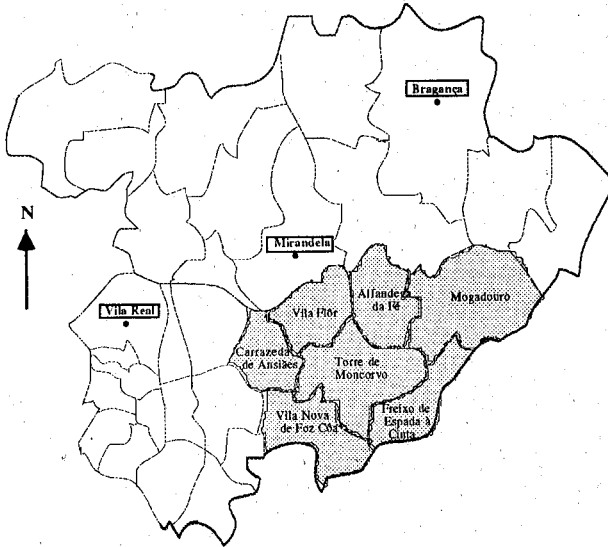 Bragança
N
Mirandela
Vila Real
Vila Flôr
Alfandega
da Fé
Mogadouro
Carrazeda
de Ansiães
Torre de
Moncorvo
Vila Nova
de Foz Côa
Freixo de
Espada à
Cinta